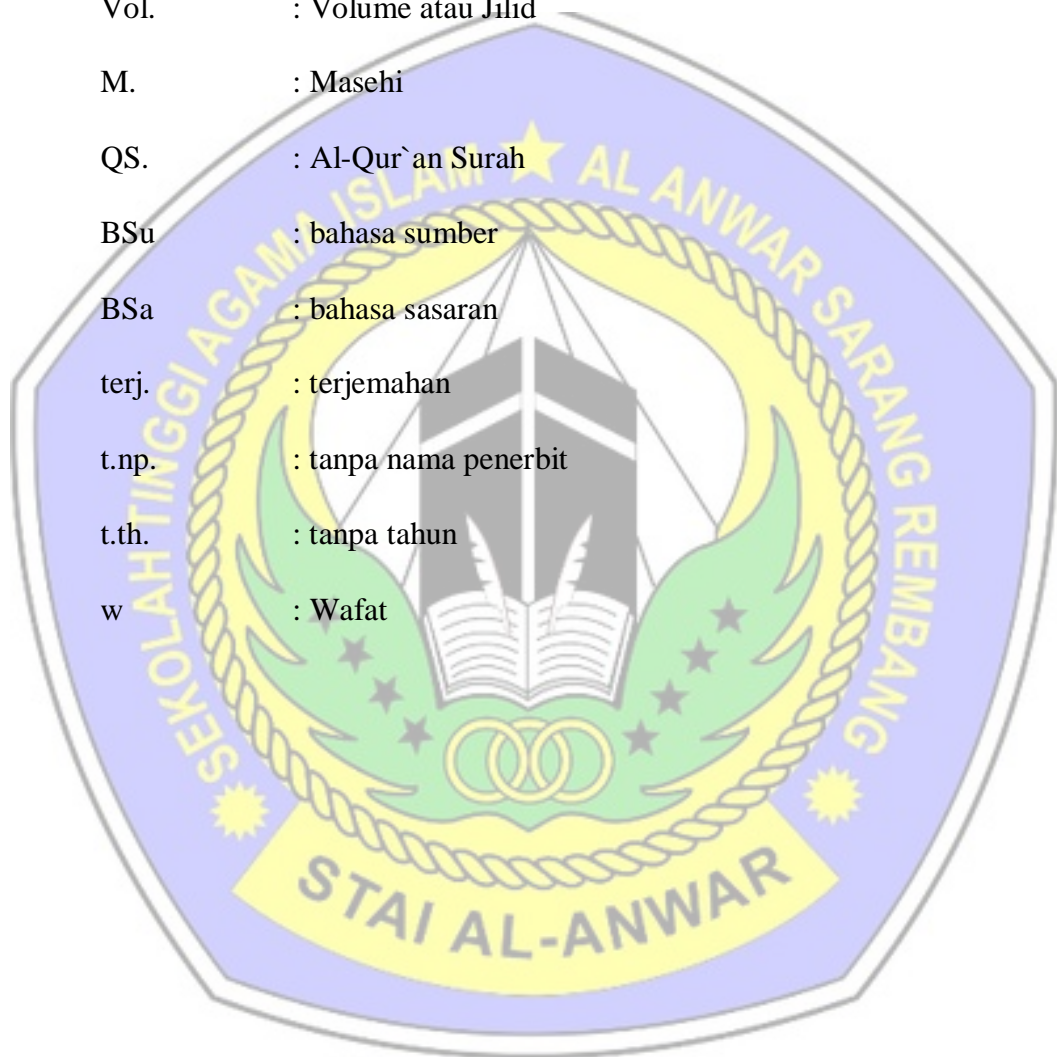 Vol. : Volume atau Jilid
M. : Masehi
QS. : Al-Qur`an Surah
BSu : bahasa sumber
BSa : bahasa sasaran
terj. : terjemahan
t.np. : tanpa nama penerbit
t.th. : tanpa tahun
w : Wafat
SEKOLAH TINGGI AGAMA ISLAM ★ AL ANWAR SARANG REMBANG
STAI AL-ANWAR